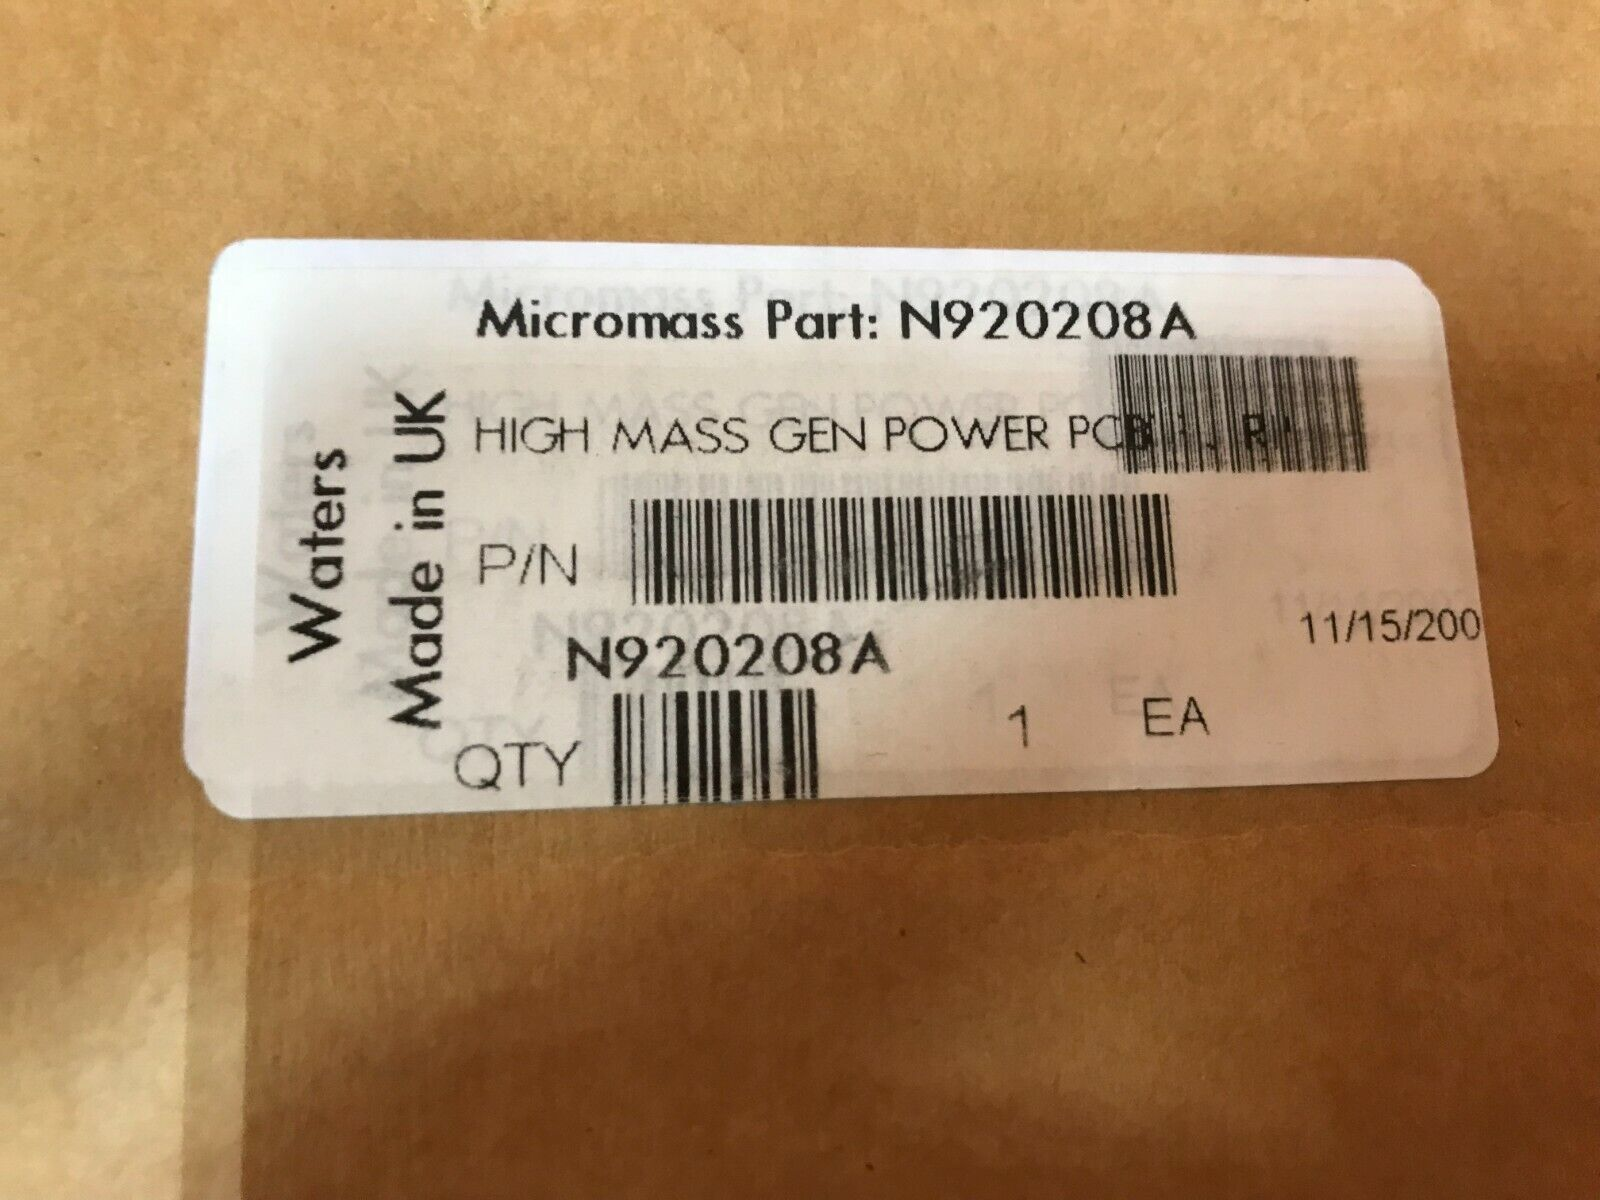 Micromass Part: N920208A
Waters
Made in UK
HIGH MASS GEN POWER PCB
P/N
N920208A
11/15/200
QTY
1 EA